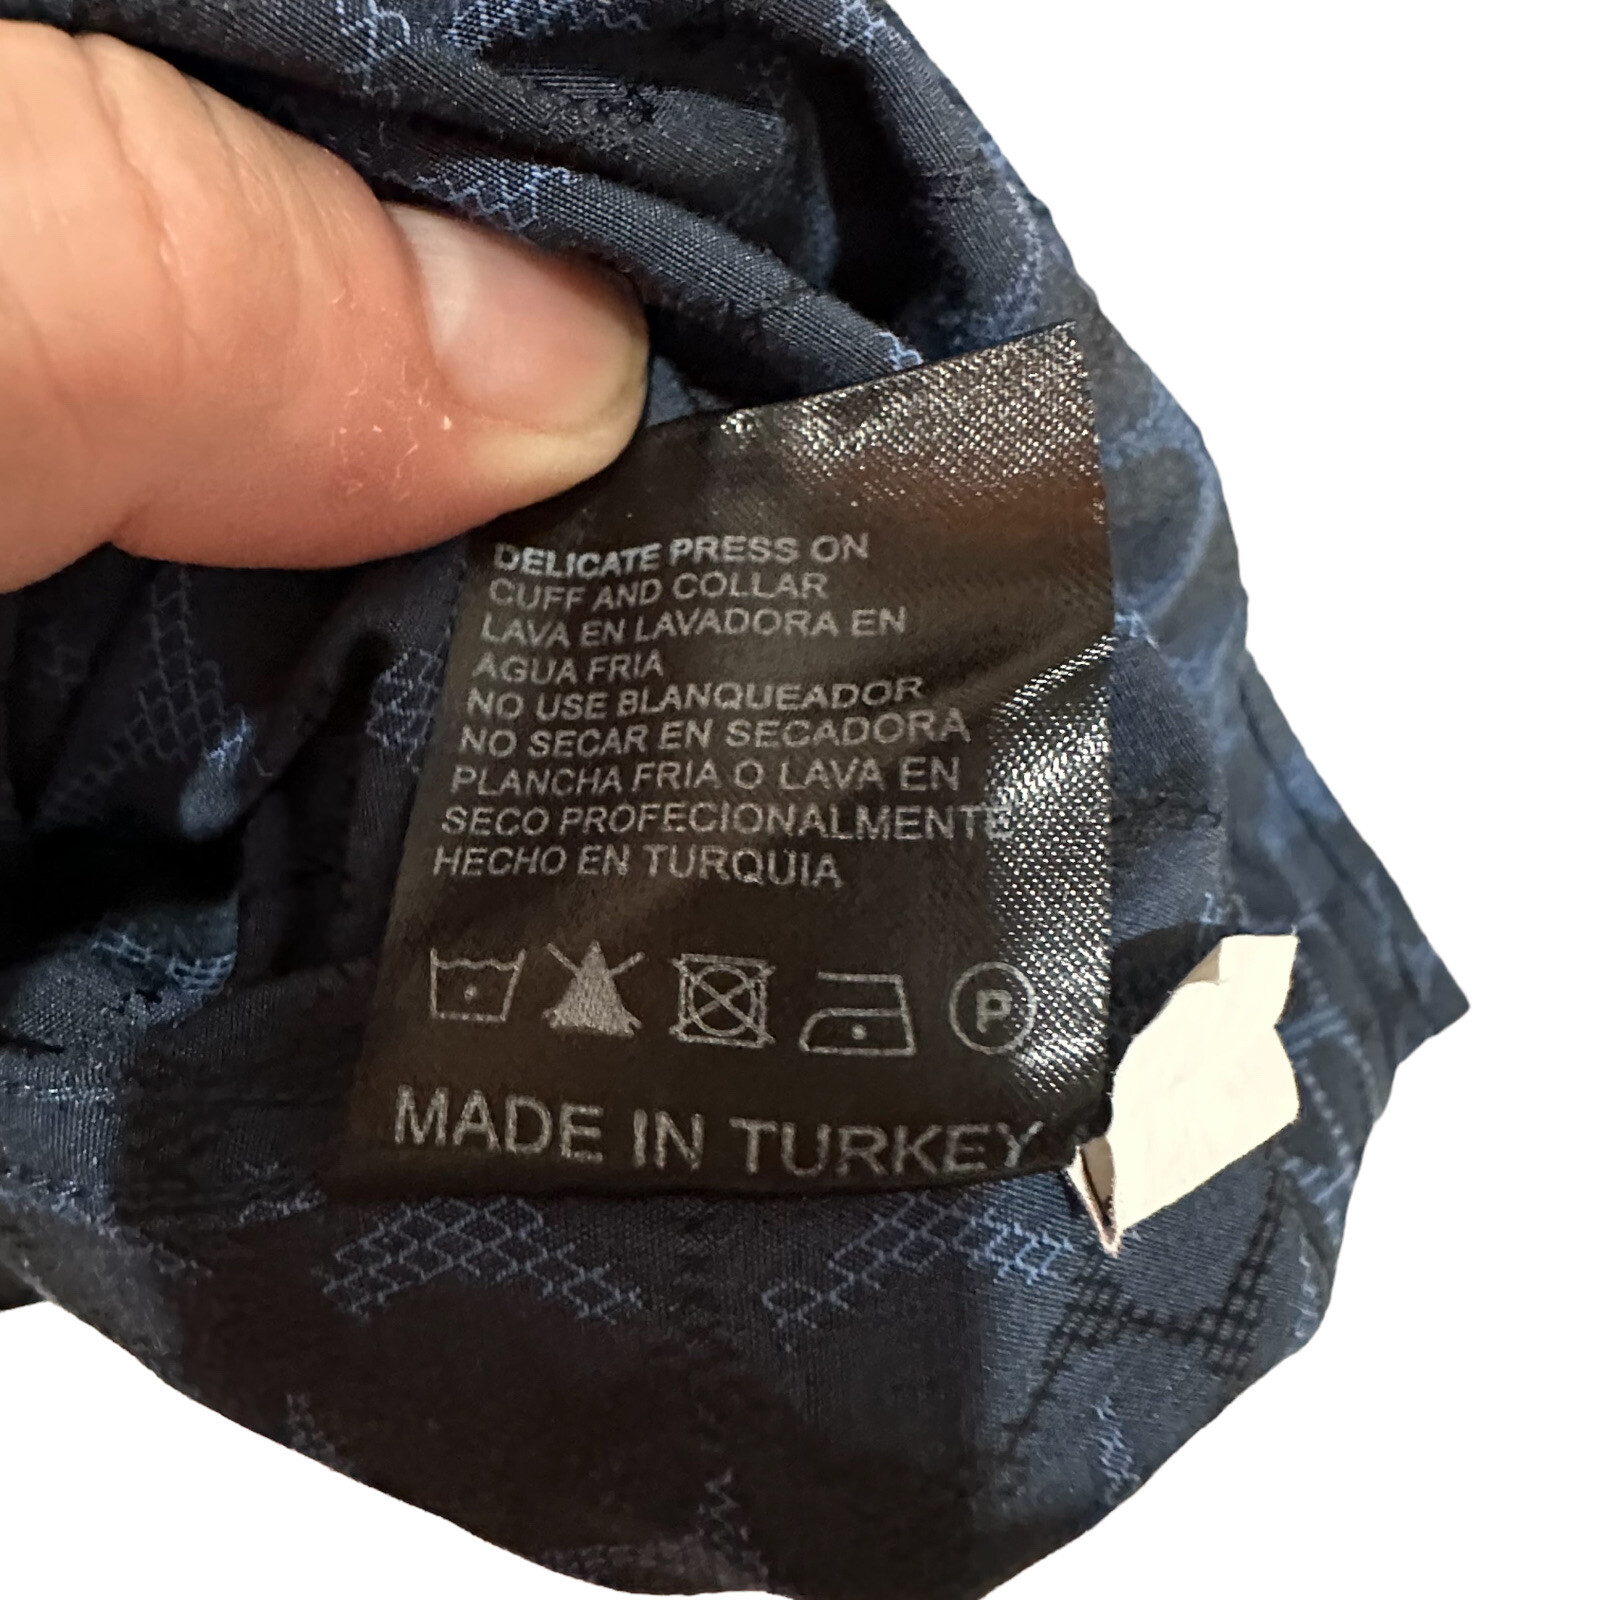 DELICATE PRESS ON
CUFF AND COLLAR
LAVA EN LAVADORA EN
AGUA FRIA
NO USE BLANQUEADOR
NO SECAR EN SECADORA
PLANCHA FRIA O LAVA EN
SECO PROFECIONALMENTE
HECHO EN TURQUIA
P
MADE IN TURKEY